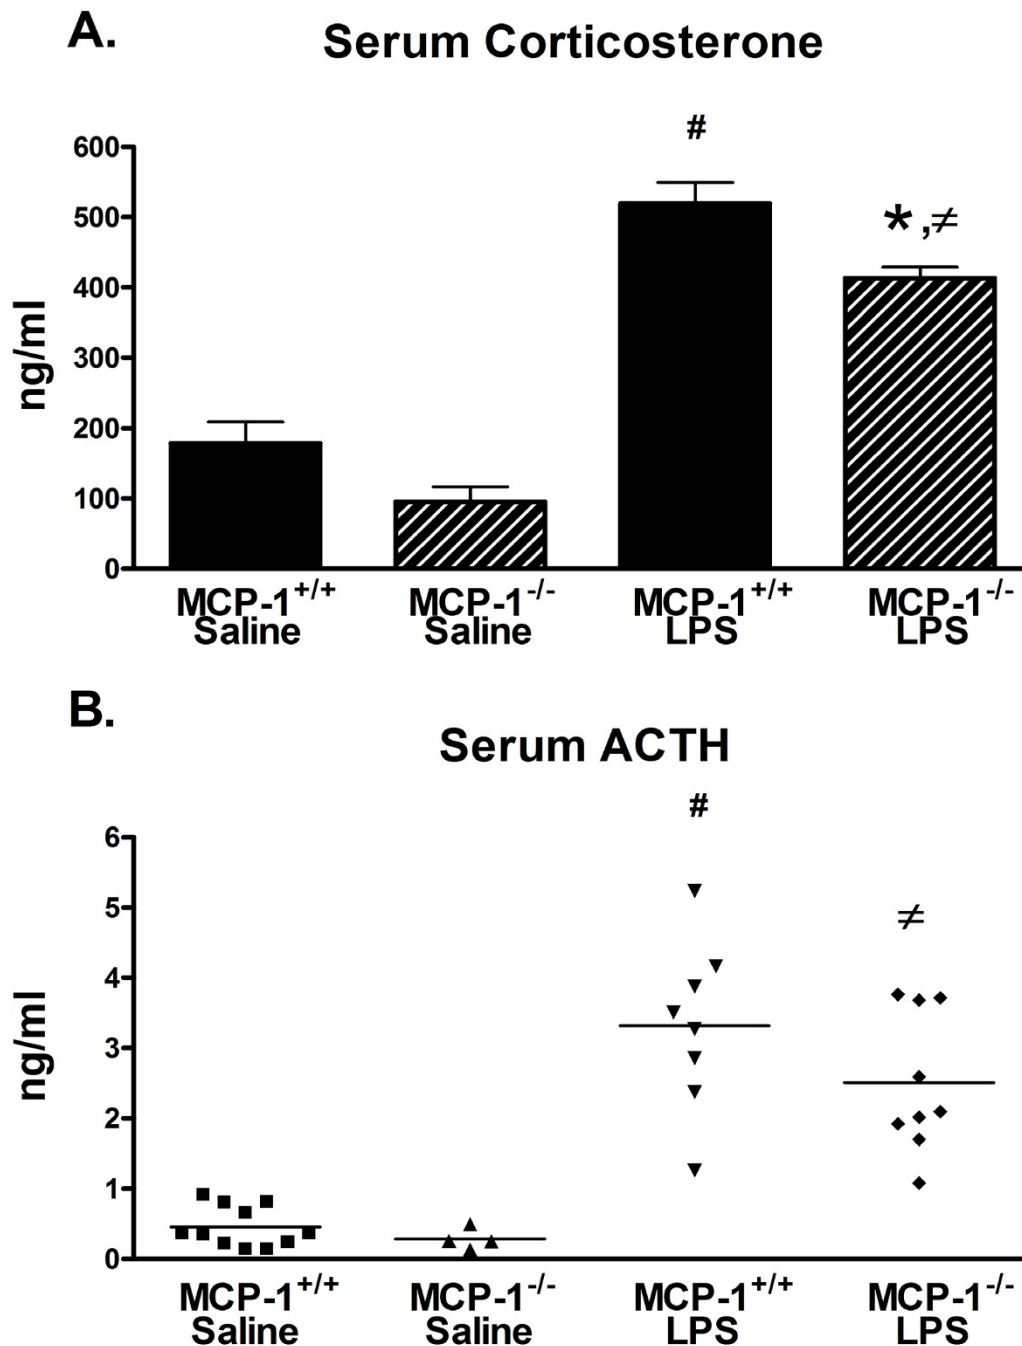 A.
Serum Corticosterone
#
*,≠
600
500
400
300
200
100
0
ng/ml
MCP-1+/+ MCP-1-/- MCP-1+/+ MCP-1-/-
Saline Saline LPS LPS
B.
Serum ACTH
#
≠
6
5
4
3
2
1
0
ng/ml
MCP-1+/+ MCP-1-/- MCP-1+/+ MCP-1-/-
Saline Saline LPS LPS